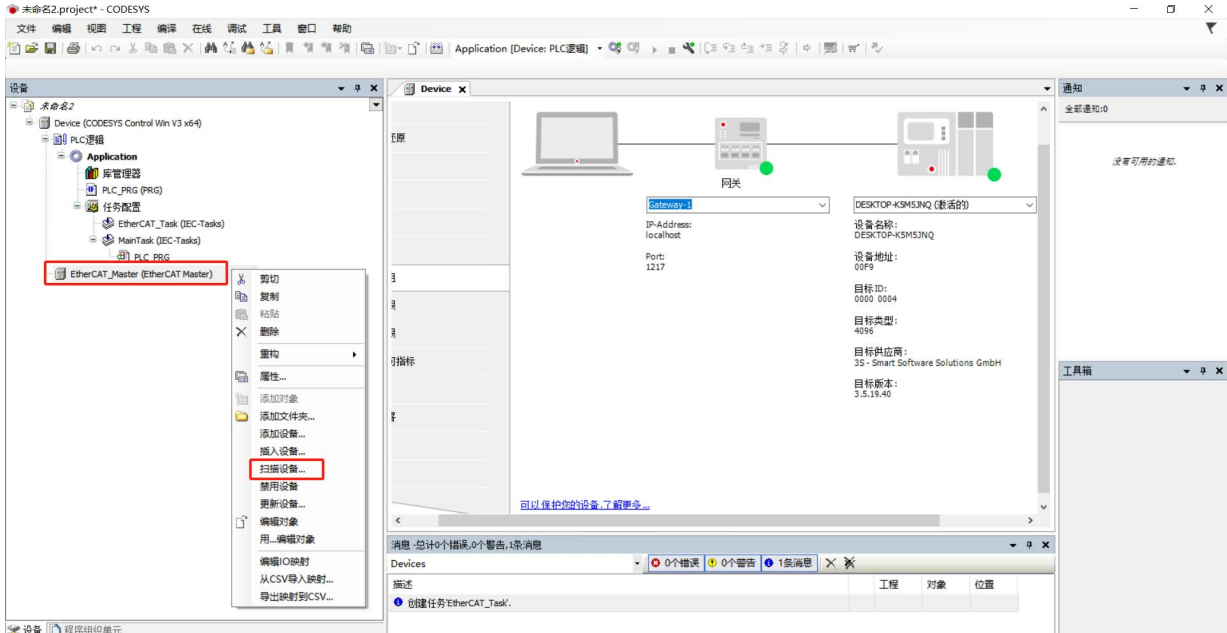 未命名2.project* - CODESYS
文件 编辑 视图 工程 编译 在线 调试 工具 窗口 帮助
Application [Device: PLC逻辑]
设备
未命名2
Device (CODESYS Control Win V3 x64)
PLC逻辑
Application
库管理器
PLC_PRG (PRG)
任务配置
EtherCAT_Task (IEC-Tasks)
MainTask (IEC-Tasks)
PLC_PRG
EtherCAT_Master (EtherCAT Master)
剪切
复制
粘贴
删除
重构
属性...
添加对象
添加文件夹...
添加设备...
插入设备...
扫描设备...
禁用设备
更新设备...
编辑对象
用...编辑对象
编辑IO映射
从CSV导入映射...
导出映射到CSV...
设备 程序组织单元
Device
指标
网关
Gateway-1
IP-Address:
localhost
Port:
1217
DESKTOP-K5M5JNQ (激活的)
设备名称:
DESKTOP-K5M5JNQ
设备地址:
00F9
目标ID:
0000 0004
目标类型:
4096
目标供应商:
3S - Smart Software Solutions GmbH
目标版本:
3.5.19.40
可以保护您的设备.了解更多...
消息 -总计0个错误,0个警告,1条消息
Devices 0个错误 0个警告 1条消息
描述 工程 对象 位置
创建任务'EtherCAT_Task'.
通知
全部通知:0
没有可用的通知.
工具箱